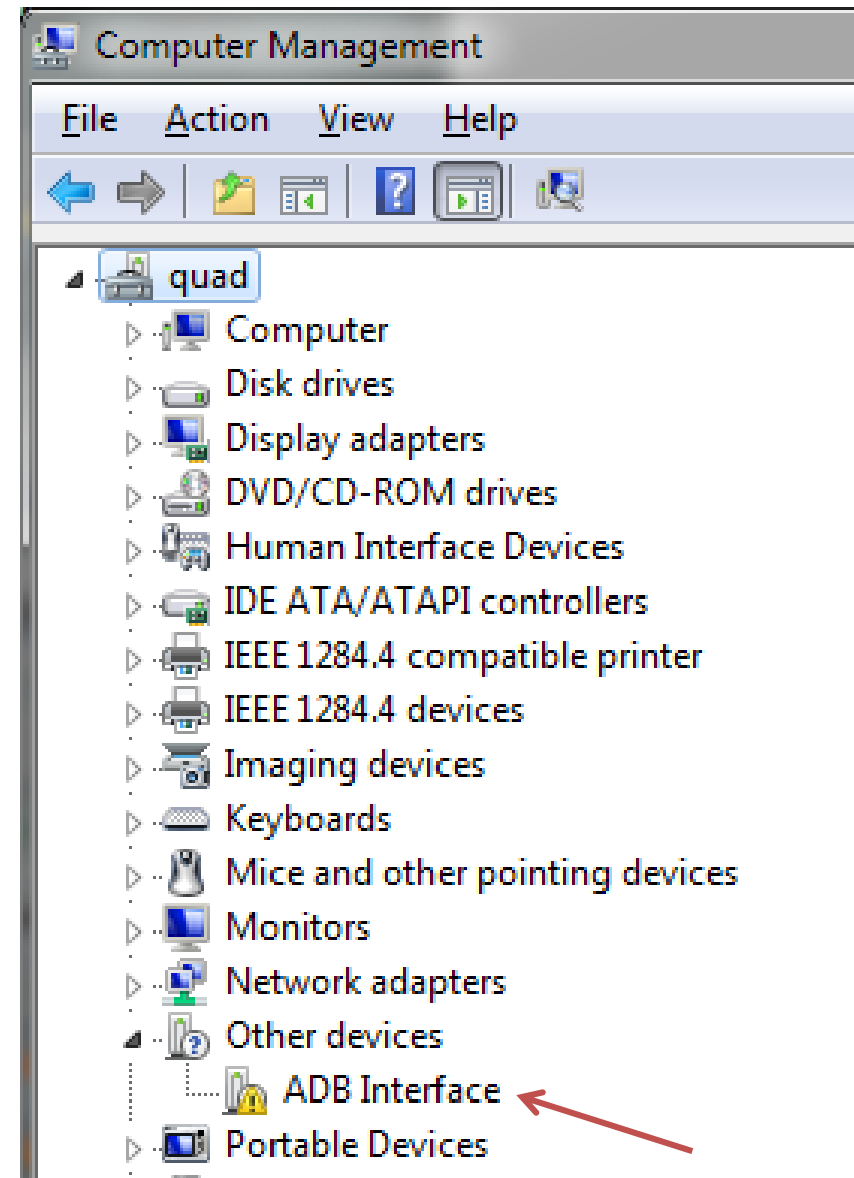 Computer Management
File Action View Help
quad
Computer
Disk drives
Display adapters
DVD/CD-ROM drives
Human Interface Devices
IDE ATA/ATAPI controllers
IEEE 1284.4 compatible printer
IEEE 1284.4 devices
Imaging devices
Keyboards
Mice and other pointing devices
Monitors
Network adapters
Other devices
ADB Interface
Portable Devices